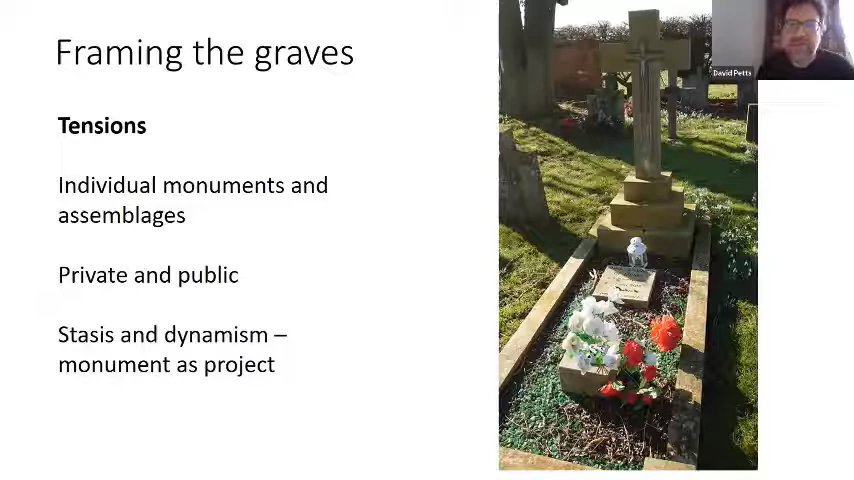 Framing the graves
David Petts
Tensions
Individual monuments and
assemblages
Private and public
Stasis and dynamism –
monument as project